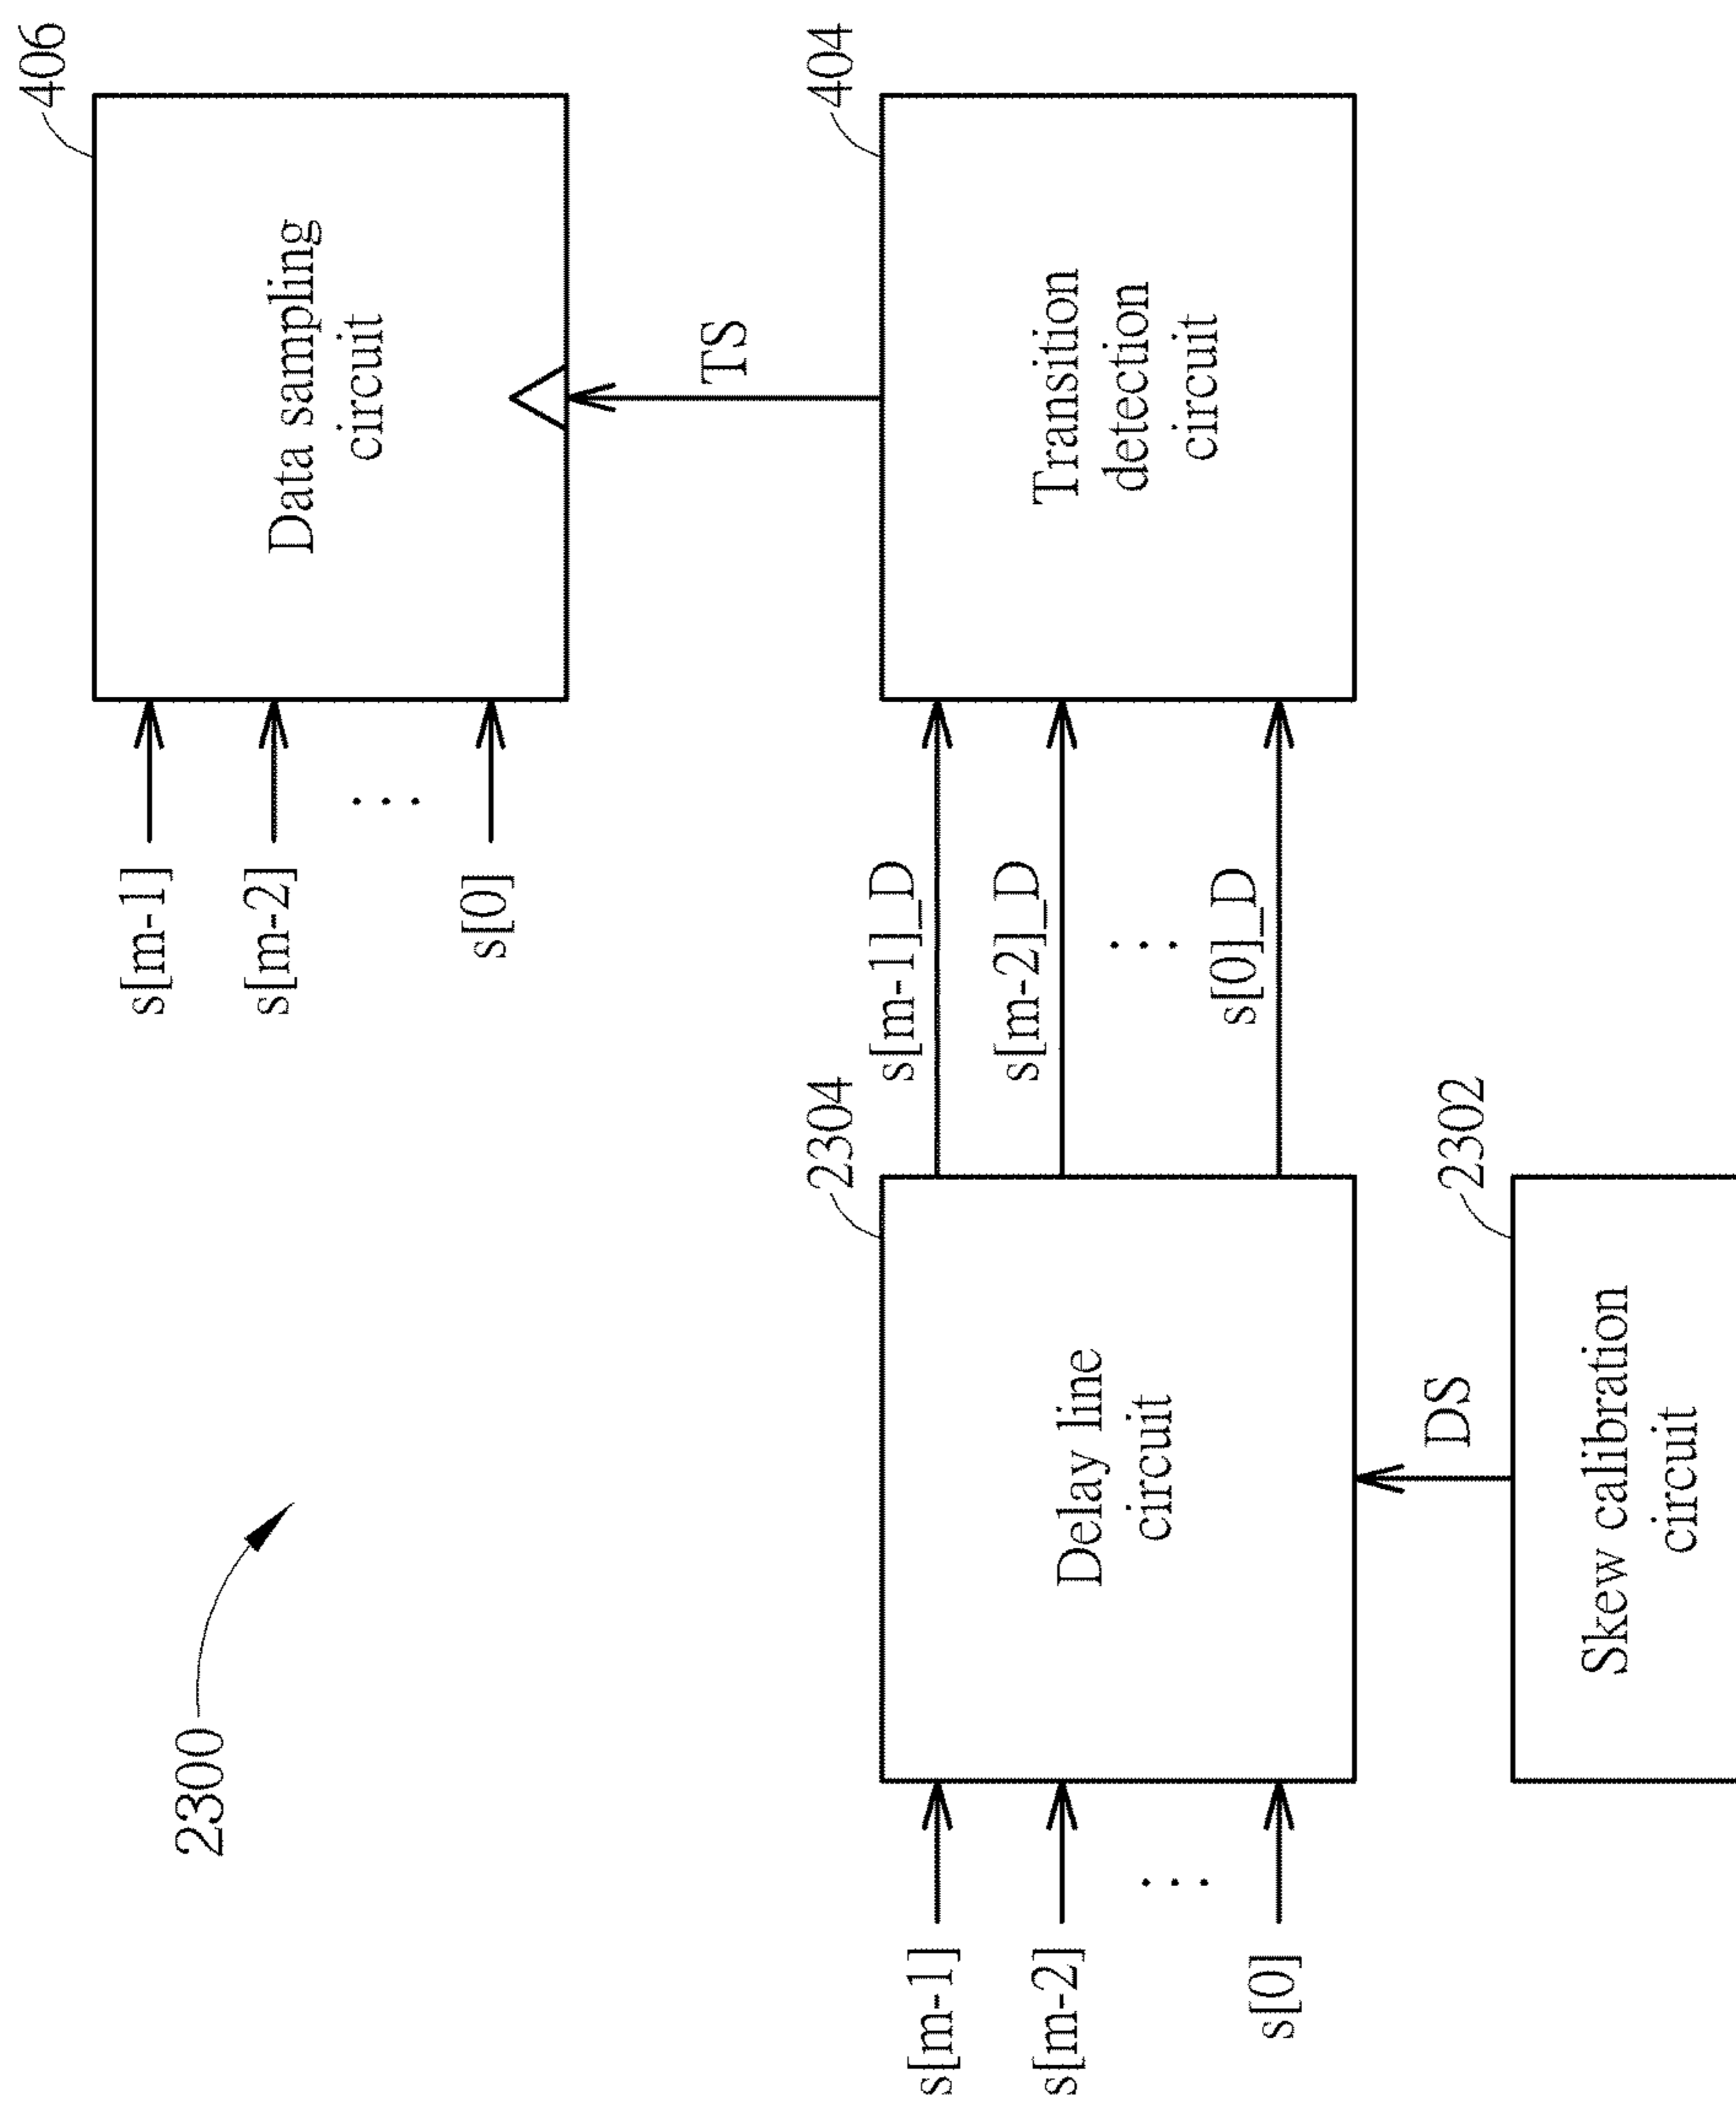 2300
406
s[m-1]
s[m-2]
⋮
s[0]
Data sampling
circuit
TS
2304
404
s[m-1]
s[m-2]
⋮
s[0]
Delay line
circuit
s[m-1]_D
s[m-2]_D
⋮
s[0]_D
Transition
detection
circuit
DS
2302
Skew calibration
circuit